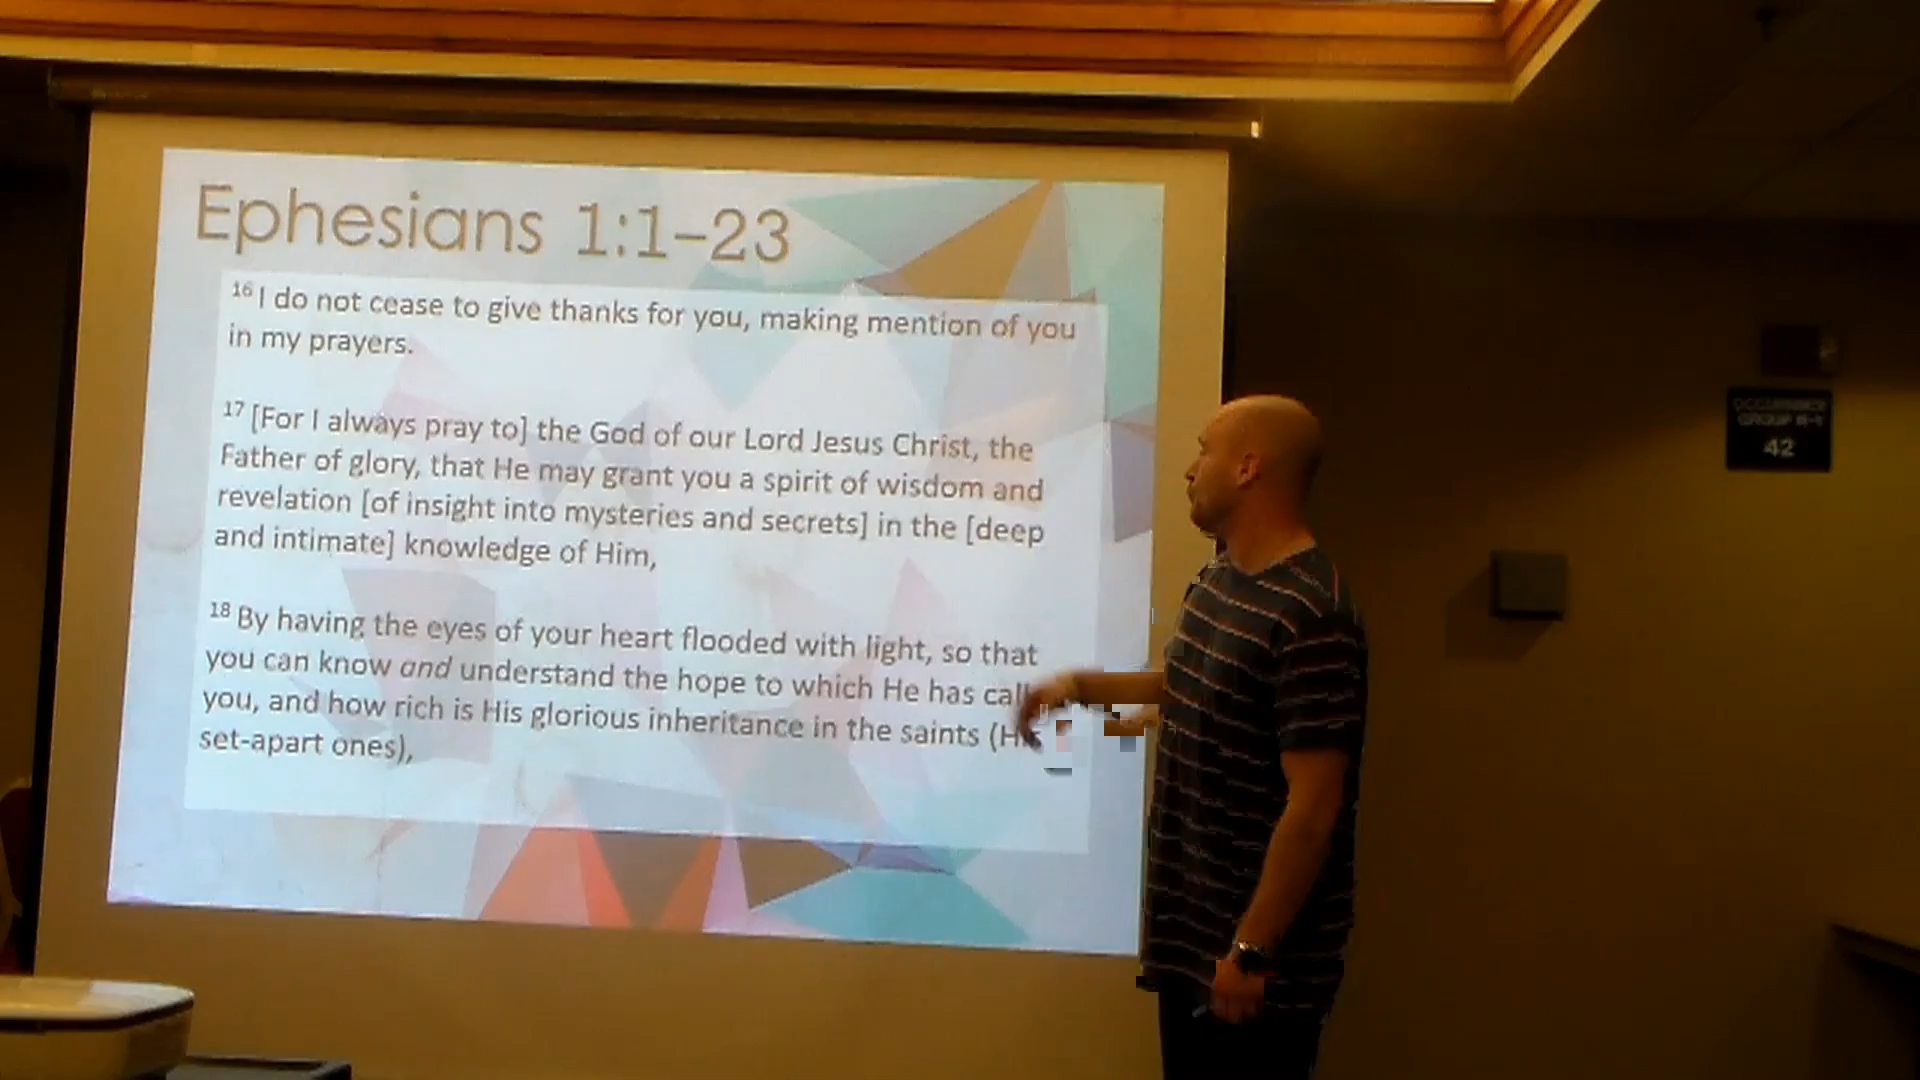 Ephesians 1:1–23
16 I do not cease to give thanks for you, making mention of you
in my prayers.
17 [For I always pray to] the God of our Lord Jesus Christ, the
Father of glory, that He may grant you a spirit of wisdom and
revelation [of insight into mysteries and secrets] in the [deep
and intimate] knowledge of Him,
18 By having the eyes of your heart flooded with light, so that
you can know and understand the hope to which He has call
you, and how rich is His glorious inheritance in the saints (His
set-apart ones),
GROUP
42